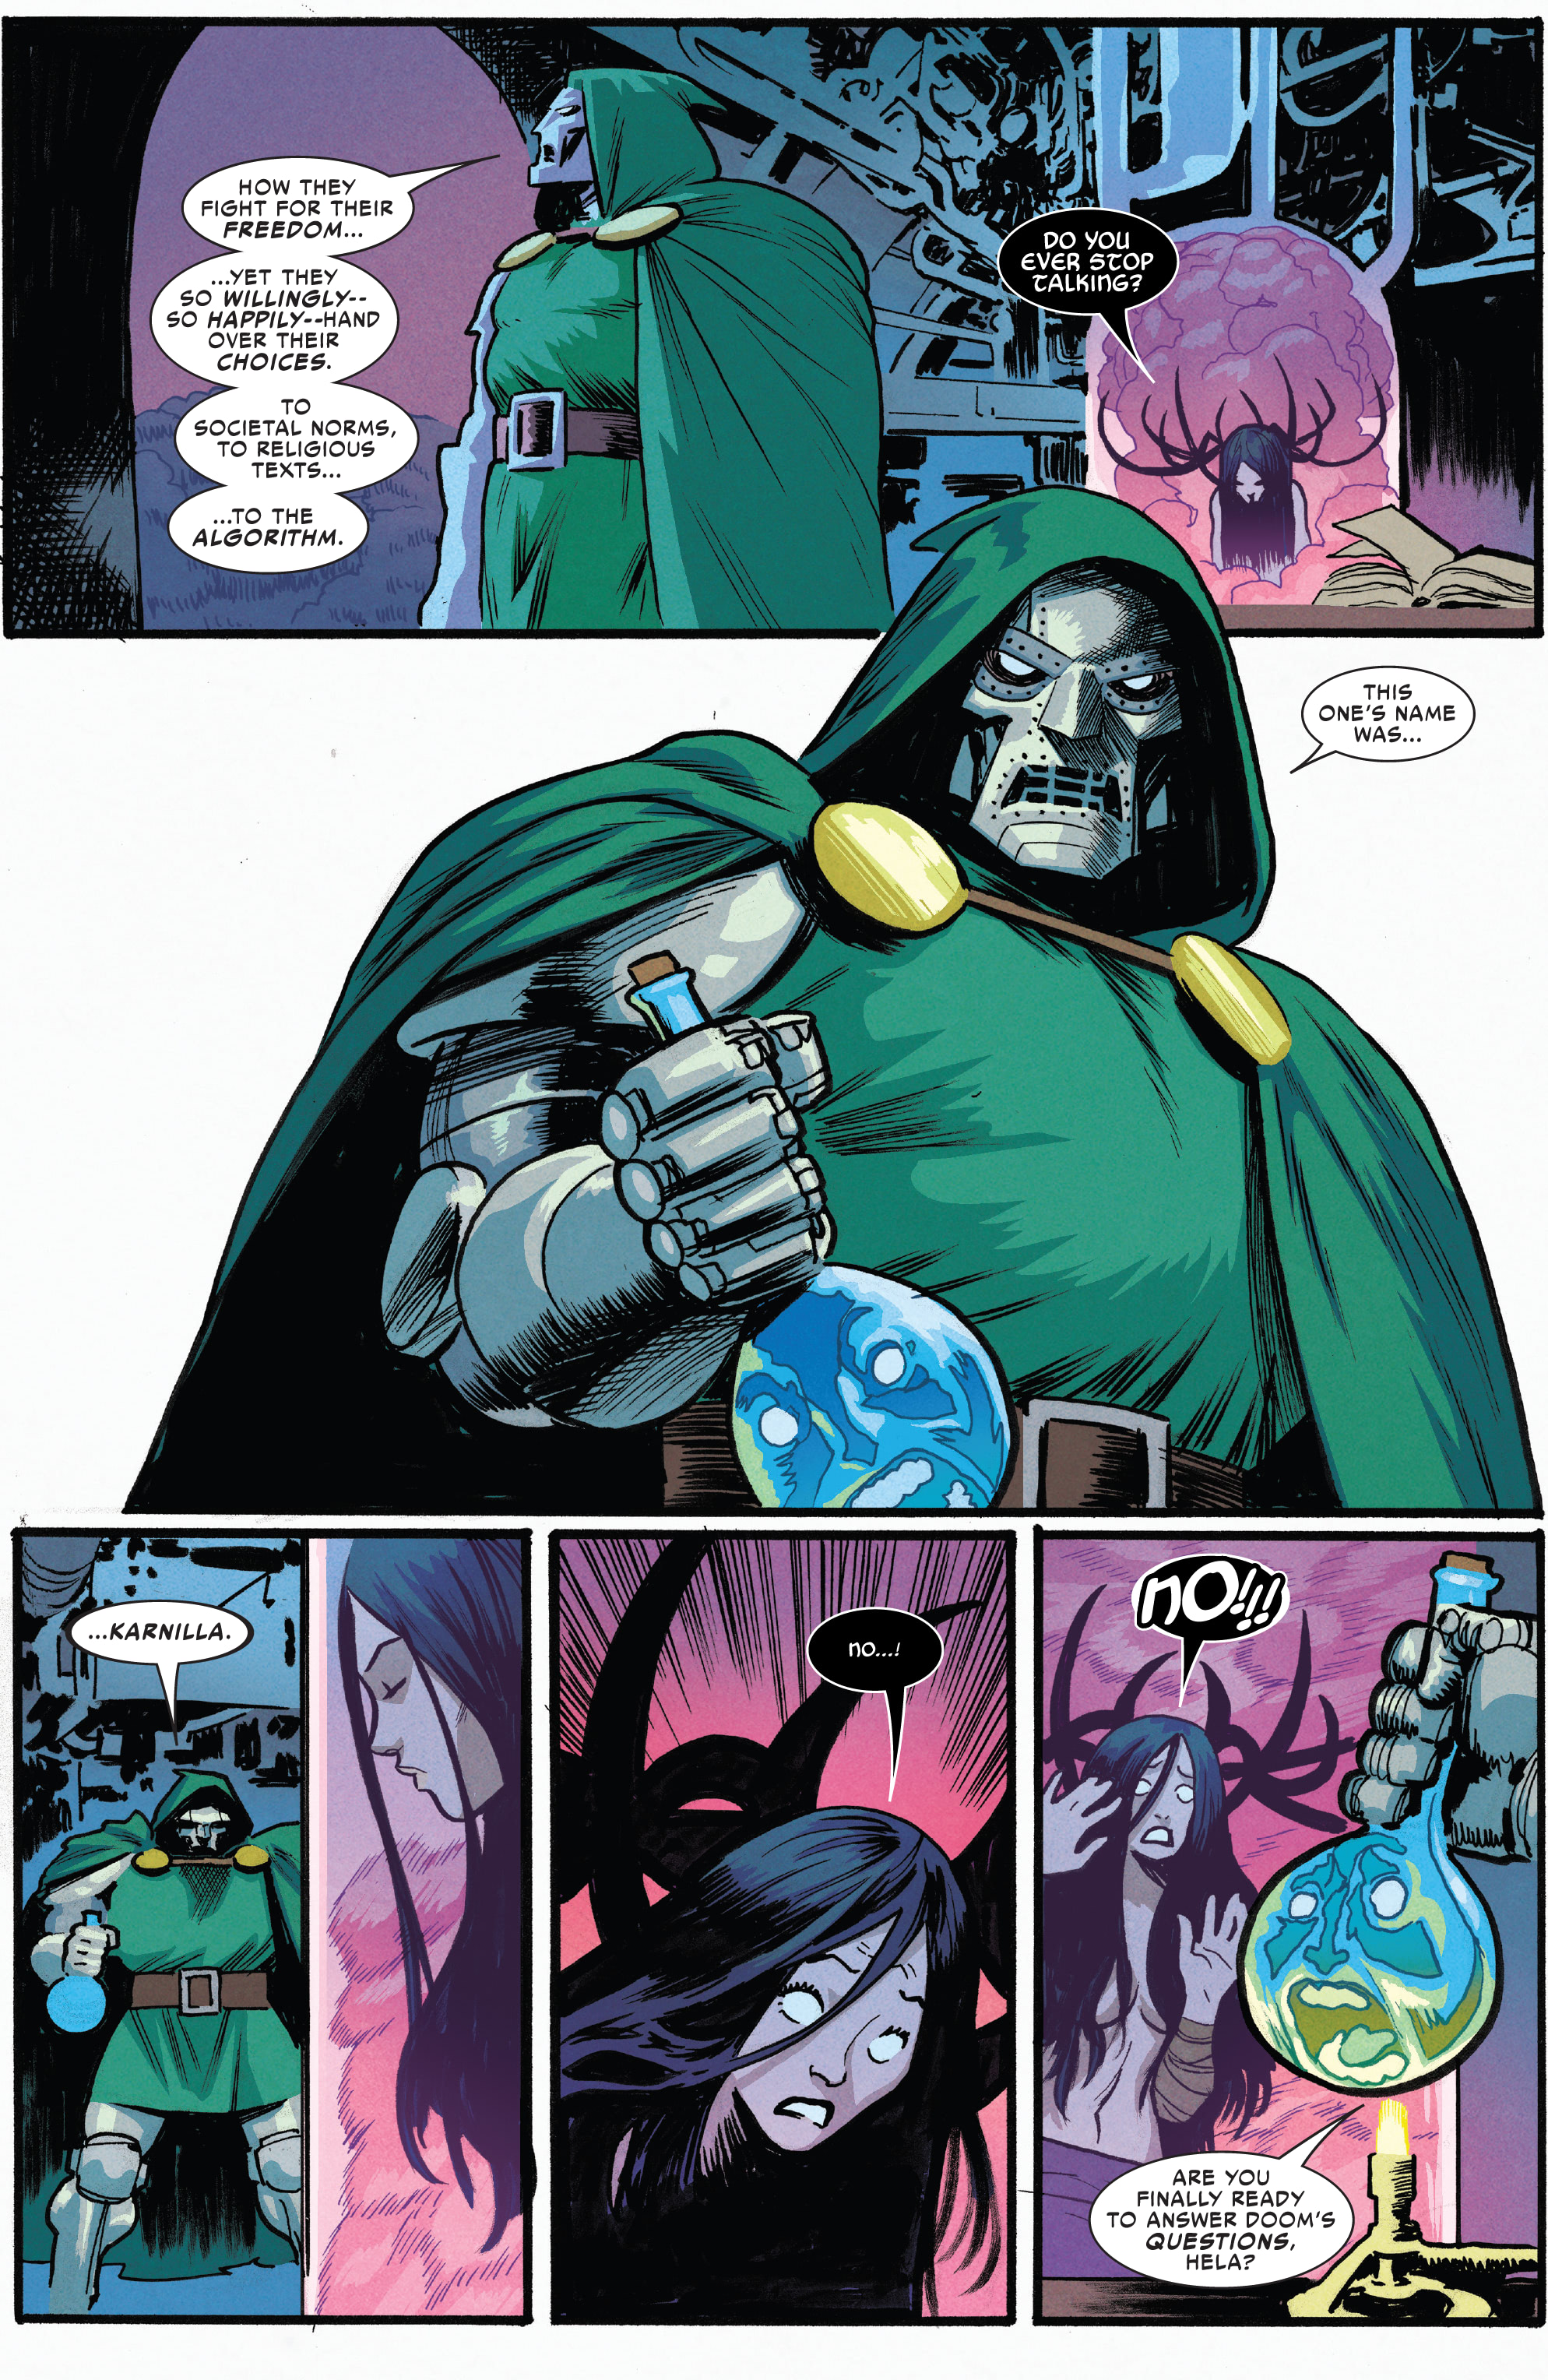 HOW THEY
FIGHT FOR THEIR
FREEDOM...
...YET THEY
SO WILLINGLY--
SO HAPPILY--HAND
OVER THEIR
CHOICES.
TO
SOCIETAL NORMS,
TO RELIGIOUS
TEXTS...
...TO THE
ALGORITHM.
DO YOU
EVER STOP
TALKING?
THIS
ONE'S NAME
WAS...
...KARNILLA.
NO...!
NO!!!
ARE YOU
FINALLY READY
TO ANSWER DOOM'S
QUESTIONS,
HELA?